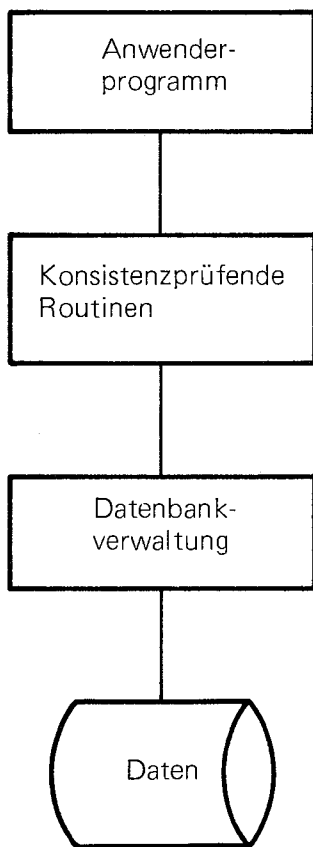 Anwender-
programm
Konsistenzprüfende
Routinen
Datenbank-
verwaltung
Daten